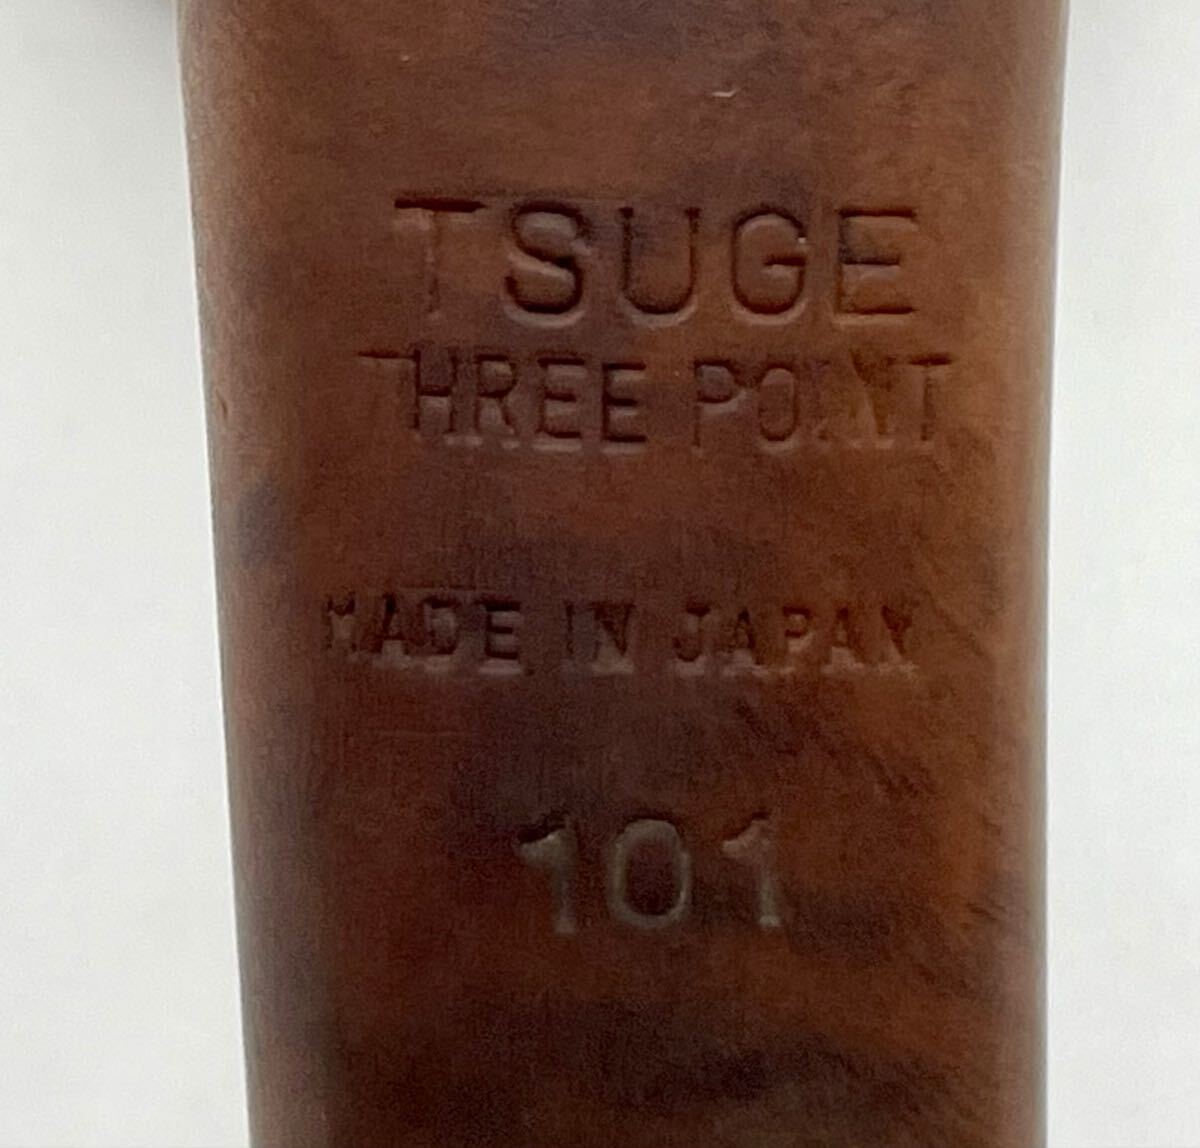 TSUGE
THREE POINT
MADE IN JAPAN
101